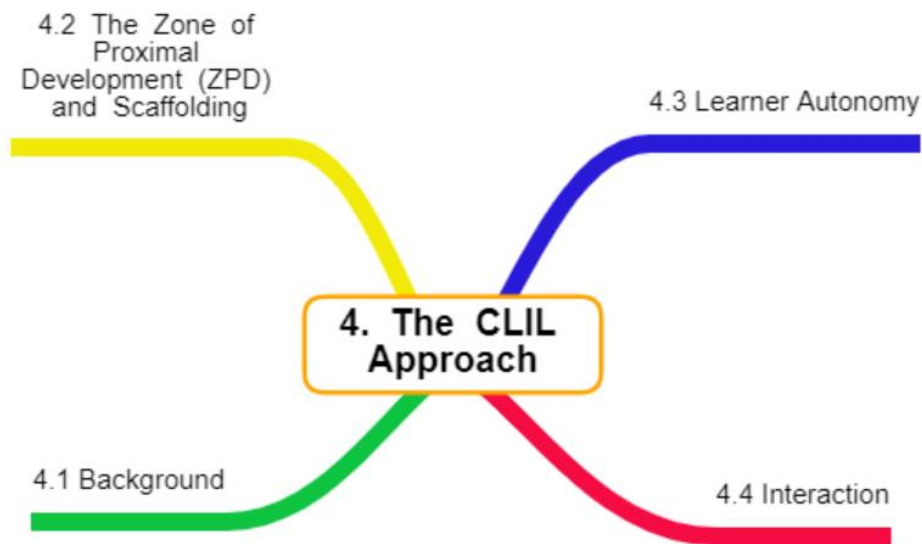 4.2 The Zone of
Proximal
Development (ZPD)
and Scaffolding
4.3 Learner Autonomy
4. The CLIL
Approach
4.1 Background
4.4 Interaction